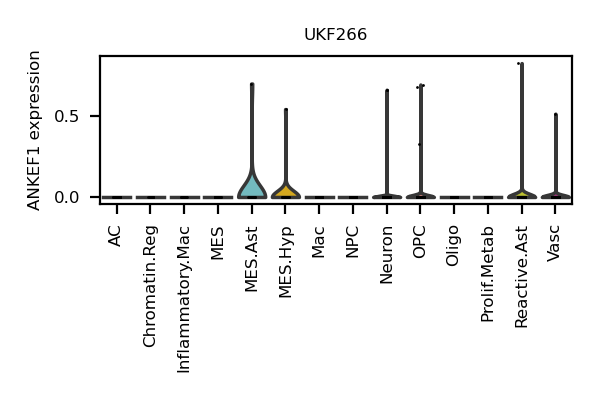 UKF266
ANKEF1 expression
0.5
0.0
AC
Chromatin.Reg
Inflammatory.Mac
MES
MES.Ast
MES.Hyp
Mac
NPC
Neuron
OPC
Oligo
Prolif.Metab
Reactive.Ast
Vasc